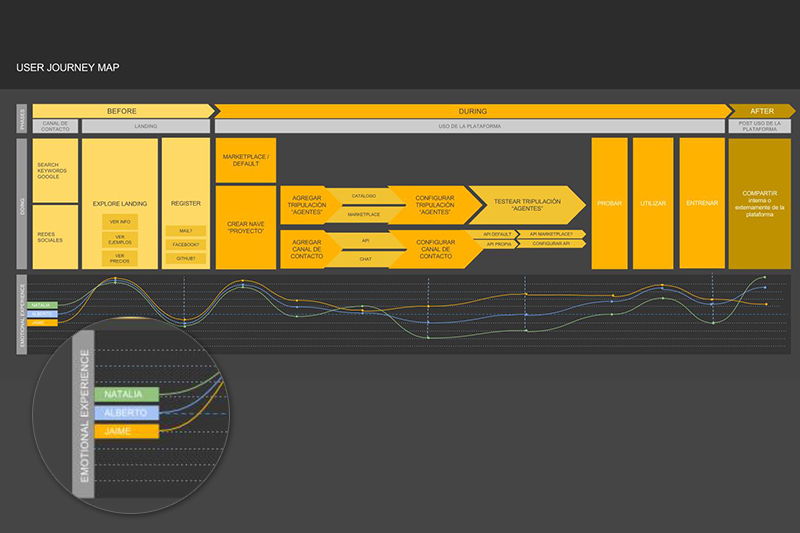 USER JOURNEY MAP
PHASES
BEFORE
DURING
AFTER
CANAL DE
CONTACTO
LANDING
USO DE LA PLATAFORMA
POST USO DE LA
PLATAFORMA
DOING
SEARCH
KEYWORDS
GOOGLE
REDES
SOCIALES
EXPLORE LANDING
VER INFO
VER
EJEMPLOS
VER
PRECIOS
REGISTER
MAIL?
FACEBOOK?
GITHUB?
MARKETPLACE /
DEFAULT
CREAR NAVE
"PROYECTO"
AGREGAR
TRIPULACIÓN
"AGENTES"
CATÁLOGO
MARKETPLACE
CONFIGURAR
TRIPULACIÓN
"AGENTES"
TESTEAR TRIPULACIÓN
"AGENTES"
AGREGAR
CANAL DE
CONTACTO
API
CHAT
CONFIGURAR
CANAL DE
CONTACTO
API DEFAULT
API MARKETPLACE?
API PROPIA
CONFIGURAR API
PROBAR
UTILIZAR
ENTRENAR
COMPARTIR
interna o
externamente de la
plataforma
EMOTIONAL EXPERIENCE
NATALIA
ALBERTO
JAIME
EMOTIONAL EXPERIENCE
NATALIA
ALBERTO
JAIME